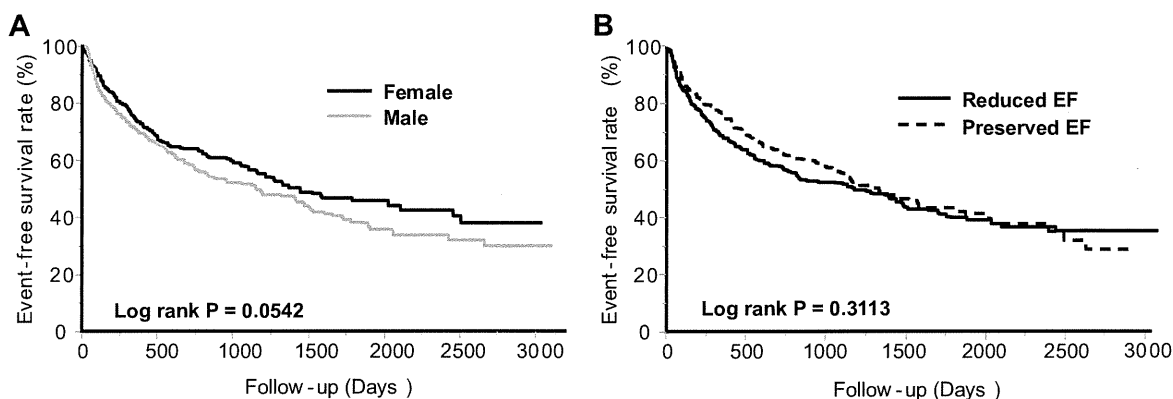 A
Event-free survival rate (%)
100
80
60
40
20
0
Female
Male
Log rank P = 0.0542
0 500 1000 1500 2000 2500 3000
Follow-up (Days )
B
Event-free survival rate (%)
100
80
60
40
20
0
Reduced EF
Preserved EF
Log rank P = 0.3113
0 500 1000 1500 2000 2500 3000
Follow-up (Days )